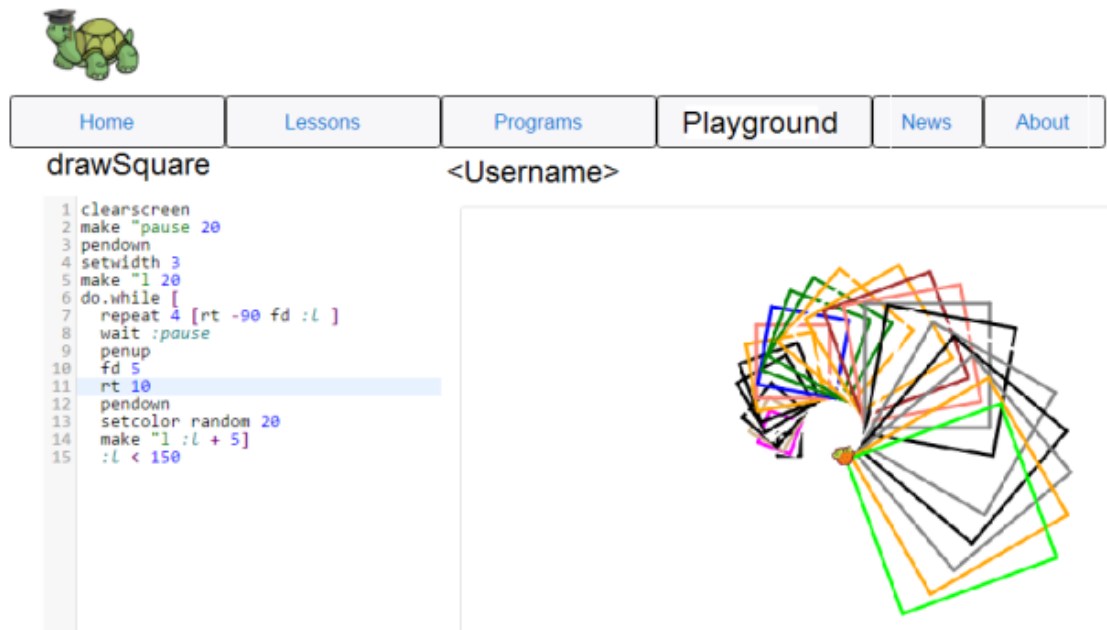 Home Lessons Programs Playground News About
drawSquare
<Username>
1 clearscreen
2 make "pause 20
3 pendown
4 setwidth 3
5 make "l 20
6 do.while [
7 repeat 4 [rt -90 fd :l ]
8 wait :pause
9 penup
10 fd 5
11 rt 10
12 pendown
13 setcolor random 20
14 make "l :l + 5]
15 :l < 150